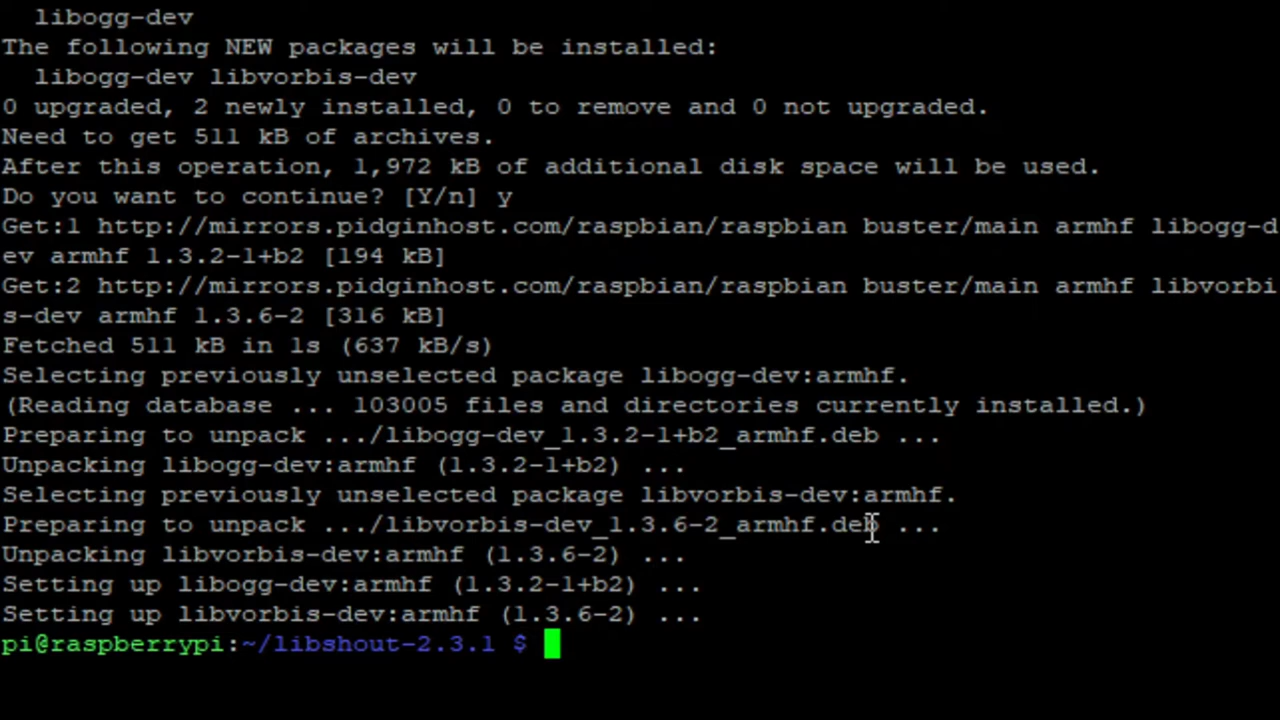 libogg-dev
The following NEW packages will be installed:
libogg-dev libvorbis-dev
0 upgraded, 2 newly installed, 0 to remove and 0 not upgraded.
Need to get 511 kB of archives.
After this operation, 1,972 kB of additional disk space will be used.
Do you want to continue? [Y/n] y
Get:1 http://mirrors.pidginhost.com/raspbian/raspbian buster/main armhf libogg-d
ev armhf 1.3.2-1+b2 [194 kB]
Get:2 http://mirrors.pidginhost.com/raspbian/raspbian buster/main armhf libvorbi
s-dev armhf 1.3.6-2 [316 kB]
Fetched 511 kB in 1s (637 kB/s)
Selecting previously unselected package libogg-dev:armhf.
(Reading database ... 103005 files and directories currently installed.)
Preparing to unpack .../libogg-dev_1.3.2-1+b2_armhf.deb ...
Unpacking libogg-dev:armhf (1.3.2-1+b2) ...
Selecting previously unselected package libvorbis-dev:armhf.
Preparing to unpack .../libvorbis-dev_1.3.6-2_armhf.deb ...
Unpacking libvorbis-dev:armhf (1.3.6-2) ...
Setting up libogg-dev:armhf (1.3.2-1+b2) ...
Setting up libvorbis-dev:armhf (1.3.6-2) ...
pi@raspberrypi:~/libshout-2.3.1 $